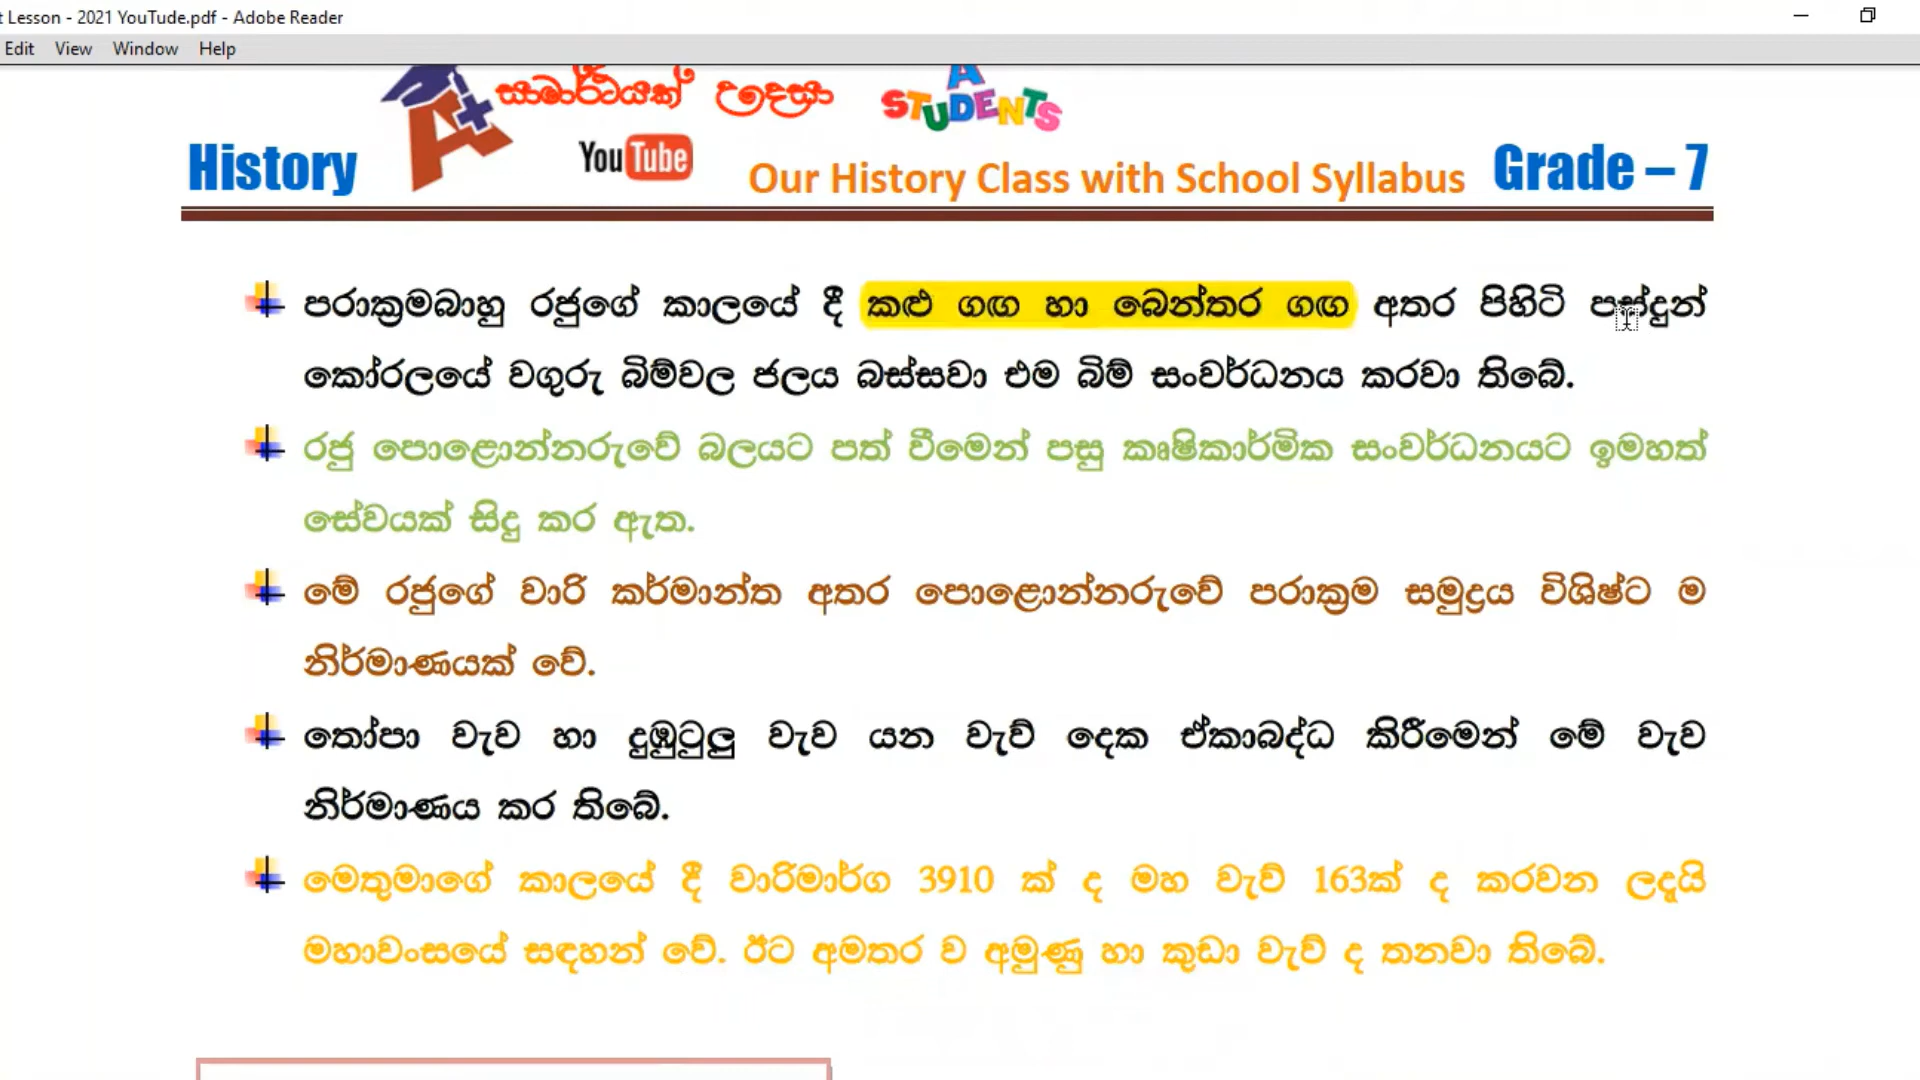 t Lesson - 2021 YouTude.pdf - Adobe Reader
Edit View Window Help
සාමාර්ථයක් උදෙසා
A
STUDENTS
A+
History
YouTube
Our History Class with School Syllabus
Grade – 7
පරාක්‍රමබාහු රජුගේ කාලයේ දී කළු ගඟ හා බෙන්තර ගඟ අතර පිහිටි පස්දුන්
කෝරලයේ වගුරු බිම්වල ජලය බස්සවා එම බිම් සංවර්ධනය කරවා තිබේ.
රජු පොළොන්නරුවේ බලයට පත් වීමෙන් පසු කෘෂිකාර්මික සංවර්ධනයට ඉමහත්
සේවයක් සිදු කර ඇත.
මේ රජුගේ වාරි කර්මාන්ත අතර පොළොන්නරුවේ පරාක්‍රම සමුද්‍රය විශිෂ්ට ම
නිර්මාණයක් වේ.
තෝපා වැව හා දුඹුටුලු වැව යන වැව් දෙක ඒකාබද්ධ කිරීමෙන් මේ වැව
නිර්මාණය කර තිබේ.
මෙතුමාගේ කාලයේ දී වාරිමාර්ග 3910 ක් ද මහ වැව් 163ක් ද කරවන ලදැයි
මහාවංසයේ සඳහන් වේ. ඊට අමතර ව අමුණු හා කුඩා වැව් ද තනවා තිබේ.